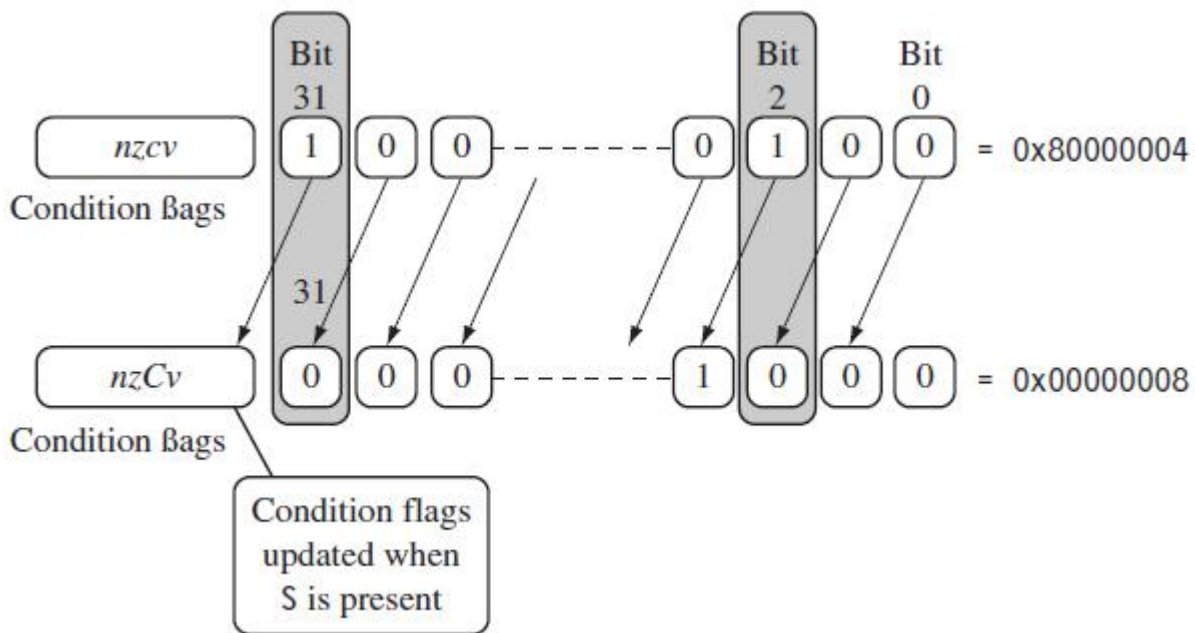 Bit Bit Bit
31 2 0
nzcv 1 0 0 0 1 0 0 = 0x80000004
Condition ßags
31
nzCv 0 0 0 1 0 0 0 = 0x00000008
Condition ßags
Condition flags
updated when
S is present